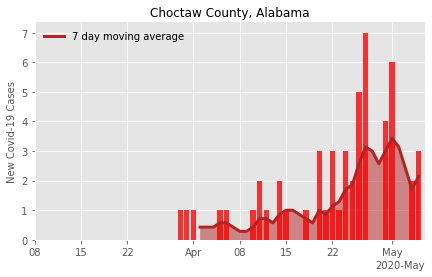 Choctaw County, Alabama
7 day moving average
New Covid-19 Cases
7
6
5
4
3
2
1
0
08 15 22 Apr 08 15 22 May
2020-May